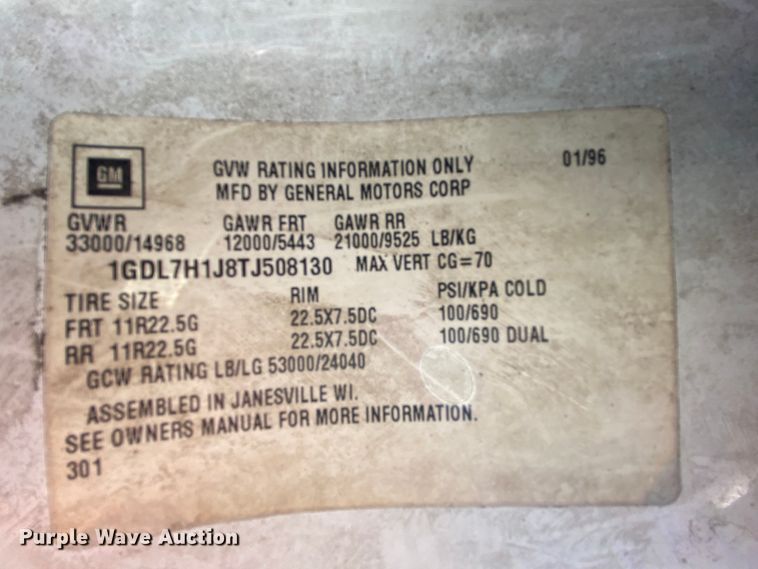 GM
GVW RATING INFORMATION ONLY 01/96
MFD BY GENERAL MOTORS CORP
GVWR GAWR FRT GAWR RR
33000/14968 12000/5443 21000/9525 LB/KG
1GDL7H1J8TJ508130 MAX VERT CG=70
TIRE SIZE RIM PSI/KPA COLD
FRT 11R22.5G 22.5X7.5DC 100/690
RR 11R22.5G 22.5X7.5DC 100/690 DUAL
GCW RATING LB/LG 53000/24040
ASSEMBLED IN JANESVILLE WI.
SEE OWNERS MANUAL FOR MORE INFORMATION.
301
Purple Wave Auction